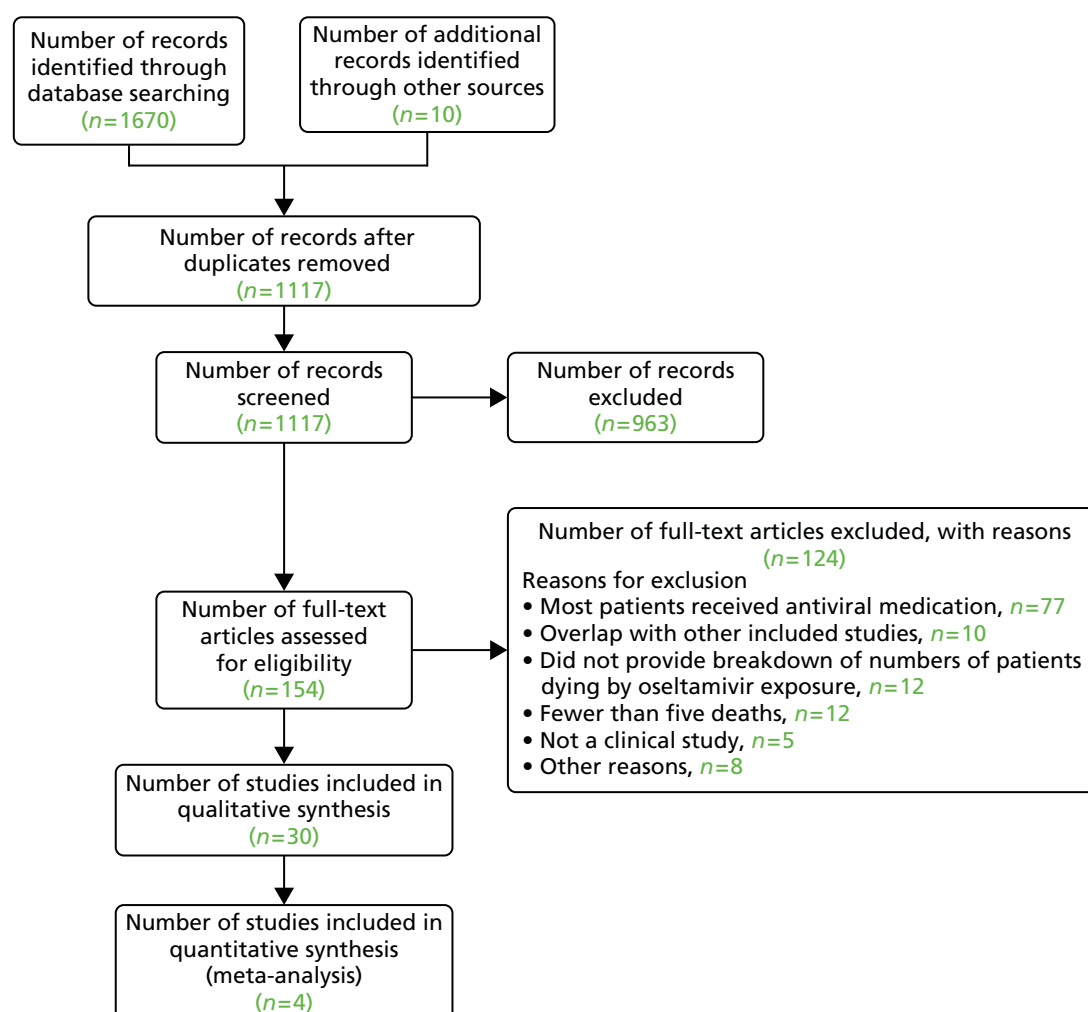 Number of records
identified through
database searching
(n=1670)
Number of additional
records identified
through other sources
(n=10)
Number of records after
duplicates removed
(n=1117)
Number of records
screened
(n=1117)
Number of records
excluded
(n=963)
Number of full-text
articles assessed
for eligibility
(n=154)
Number of full-text articles excluded, with reasons
(n=124)
Reasons for exclusion
• Most patients received antiviral medication, n=77
• Overlap with other included studies, n=10
• Did not provide breakdown of numbers of patients
dying by oseltamivir exposure, n=12
• Fewer than five deaths, n=12
• Not a clinical study, n=5
• Other reasons, n=8
Number of studies included in
qualitative synthesis
(n=30)
Number of studies included in
quantitative synthesis
(meta-analysis)
(n=4)